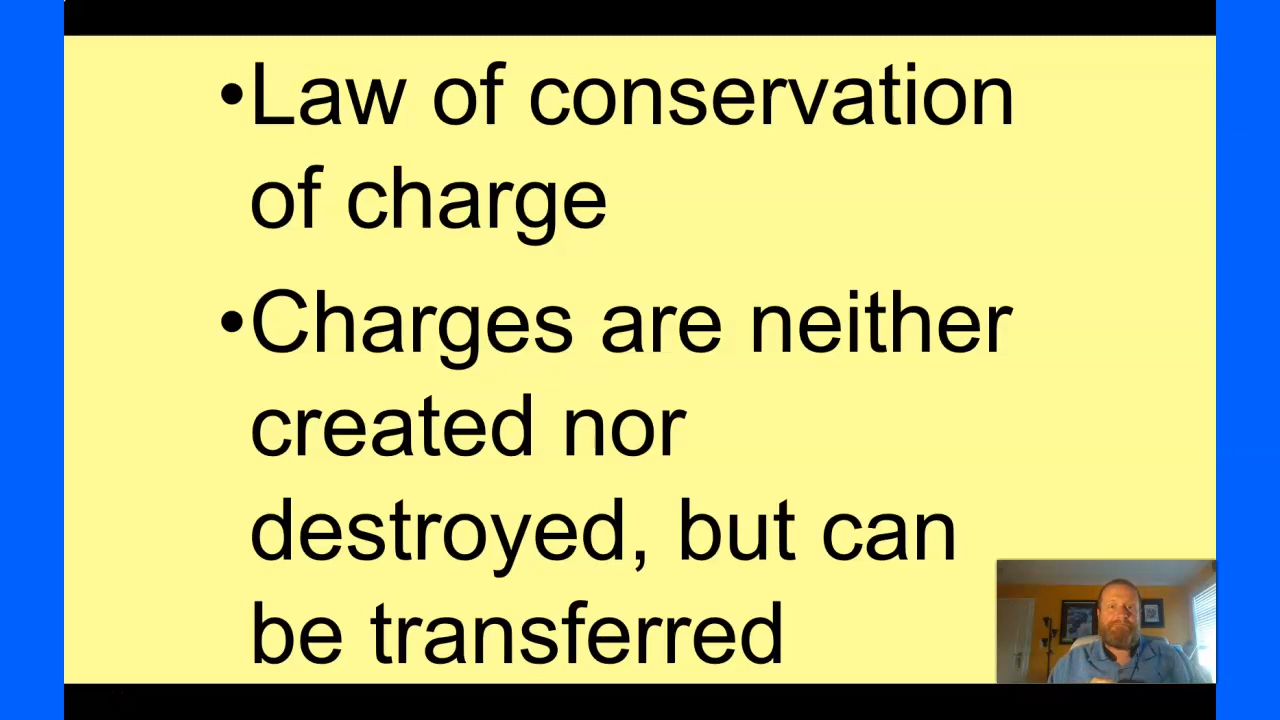 •Law of conservation
of charge
•Charges are neither
created nor
destroyed, but can
be transferred